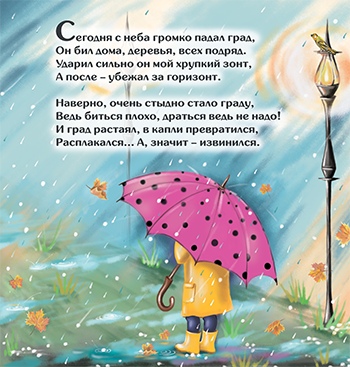 Сегодня с неба громко падал град,
Он бил дома, деревья, всех подряд.
Ударил сильно он мой хрупкий зонт,
А после – убежал за горизонт.
Наверно, очень стыдно стало граду,
Ведь биться плохо, драться ведь не надо!
И град растаял, в капли превратился,
Расплакался... А, значит – извинился.